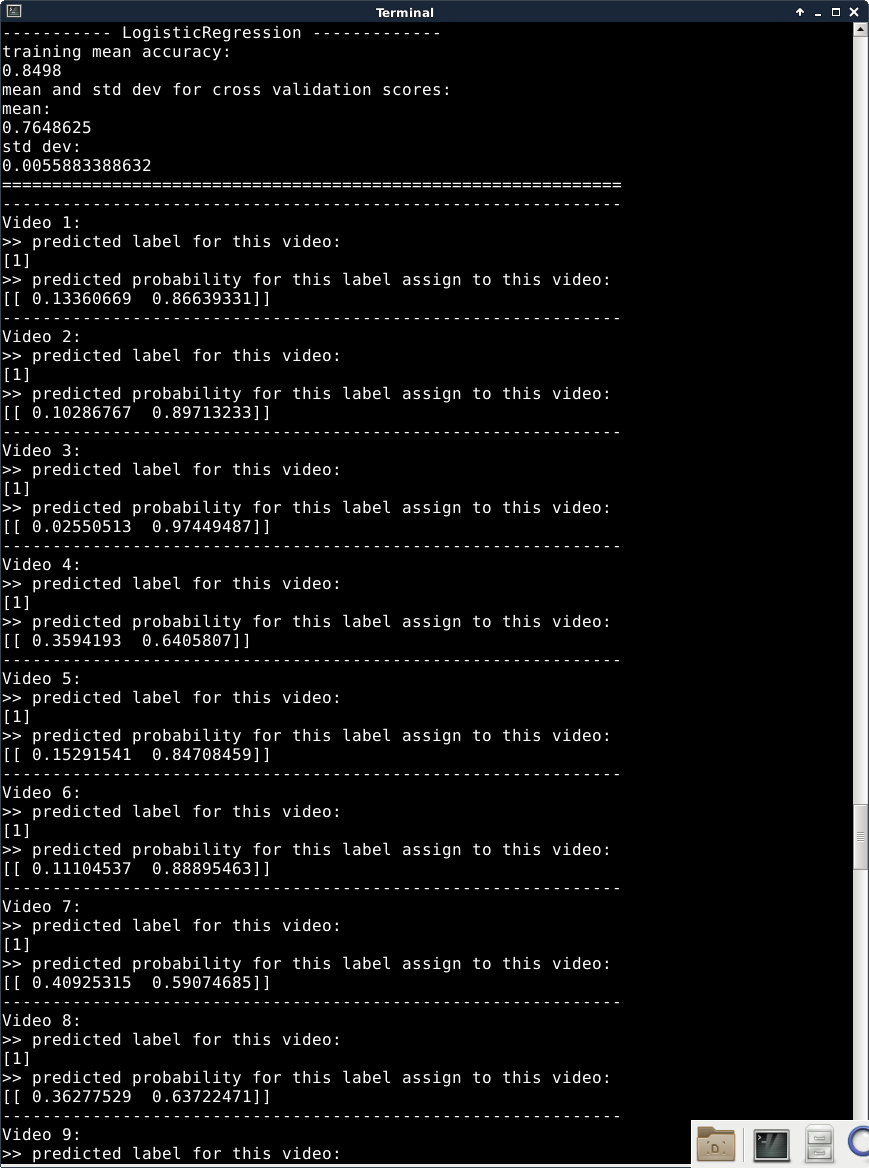 Terminal
----------- LogisticRegression -------------
training mean accuracy:
0.8498
mean and std dev for cross validation scores:
mean:
0.7648625
std dev:
0.0055883388632
==============================================================
--------------------------------------------------------------
Video 1:
>> predicted label for this video:
[1]
>> predicted probability for this label assign to this video:
[[ 0.13360669  0.86639331]]
--------------------------------------------------------------
Video 2:
>> predicted label for this video:
[1]
>> predicted probability for this label assign to this video:
[[ 0.10286767  0.89713233]]
--------------------------------------------------------------
Video 3:
>> predicted label for this video:
[1]
>> predicted probability for this label assign to this video:
[[ 0.02550513  0.97449487]]
--------------------------------------------------------------
Video 4:
>> predicted label for this video:
[1]
>> predicted probability for this label assign to this video:
[[ 0.3594193  0.6405807]]
--------------------------------------------------------------
Video 5:
>> predicted label for this video:
[1]
>> predicted probability for this label assign to this video:
[[ 0.15291541  0.84708459]]
--------------------------------------------------------------
Video 6:
>> predicted label for this video:
[1]
>> predicted probability for this label assign to this video:
[[ 0.11104537  0.88895463]]
--------------------------------------------------------------
Video 7:
>> predicted label for this video:
[1]
>> predicted probability for this label assign to this video:
[[ 0.40925315  0.59074685]]
--------------------------------------------------------------
Video 8:
>> predicted label for this video:
[1]
>> predicted probability for this label assign to this video:
[[ 0.36277529  0.63722471]]
--------------------------------------------------------------
Video 9:
>> predicted label for this video: